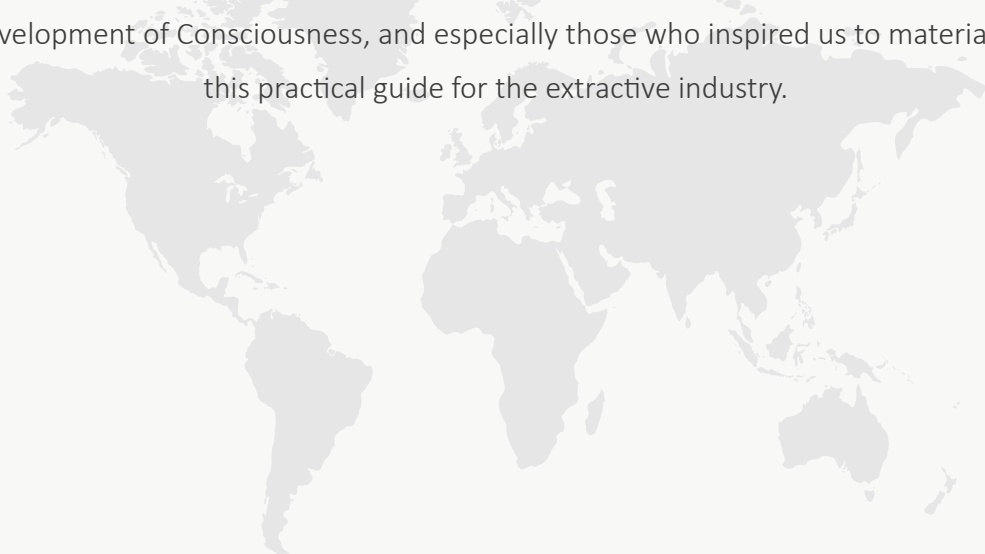 velopment of Consciousness, and especially those who inspired us to materia
this practical guide for the extractive industry.